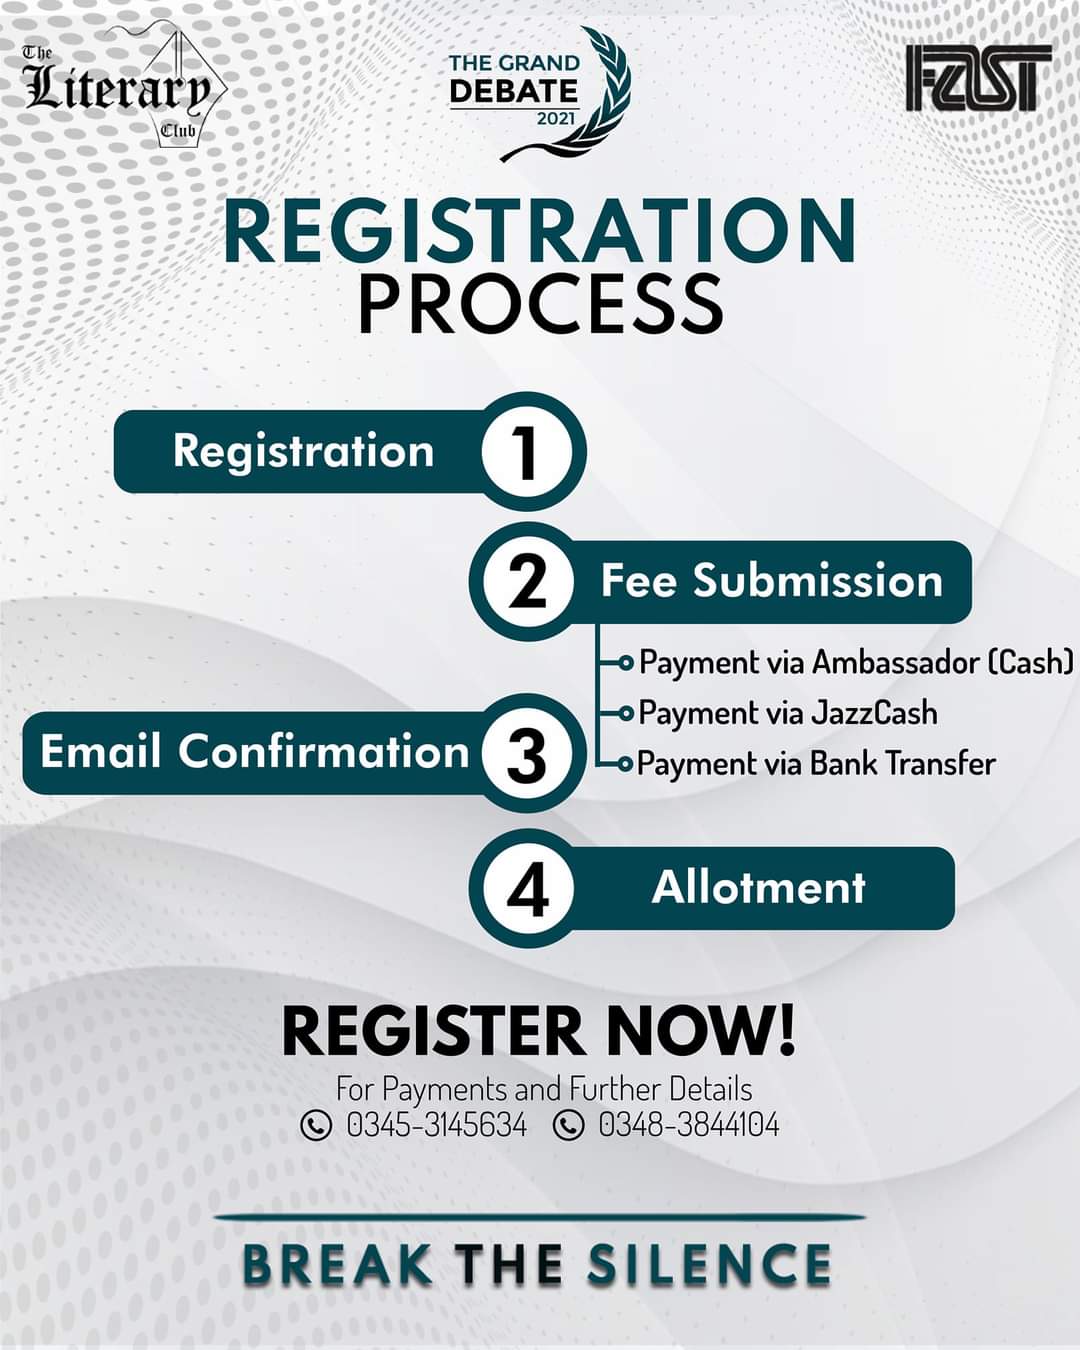 The
Literary
Club
THE GRAND
DEBATE
2021
FAST
REGISTRATION
PROCESS
Registration 1
2 Fee Submission
Payment via Ambassador (Cash)
Payment via JazzCash
Payment via Bank Transfer
Email Confirmation 3
4 Allotment
REGISTER NOW!
For Payments and Further Details
0345-3145634 0348-3844104
BREAK THE SILENCE